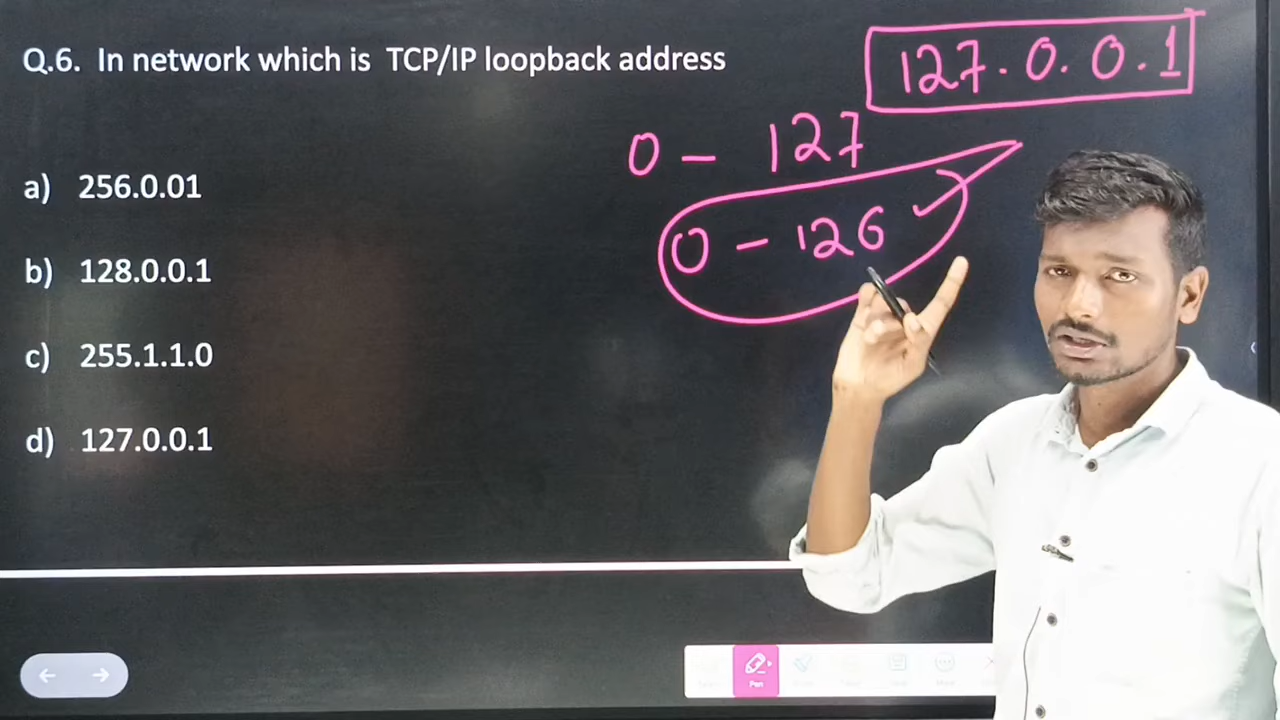 Q.6. In network which is TCP/IP loopback address
127.0.0.1
0 - 127
0 - 126
a) 256.0.01
b) 128.0.0.1
c) 255.1.1.0
d) 127.0.0.1
Pen